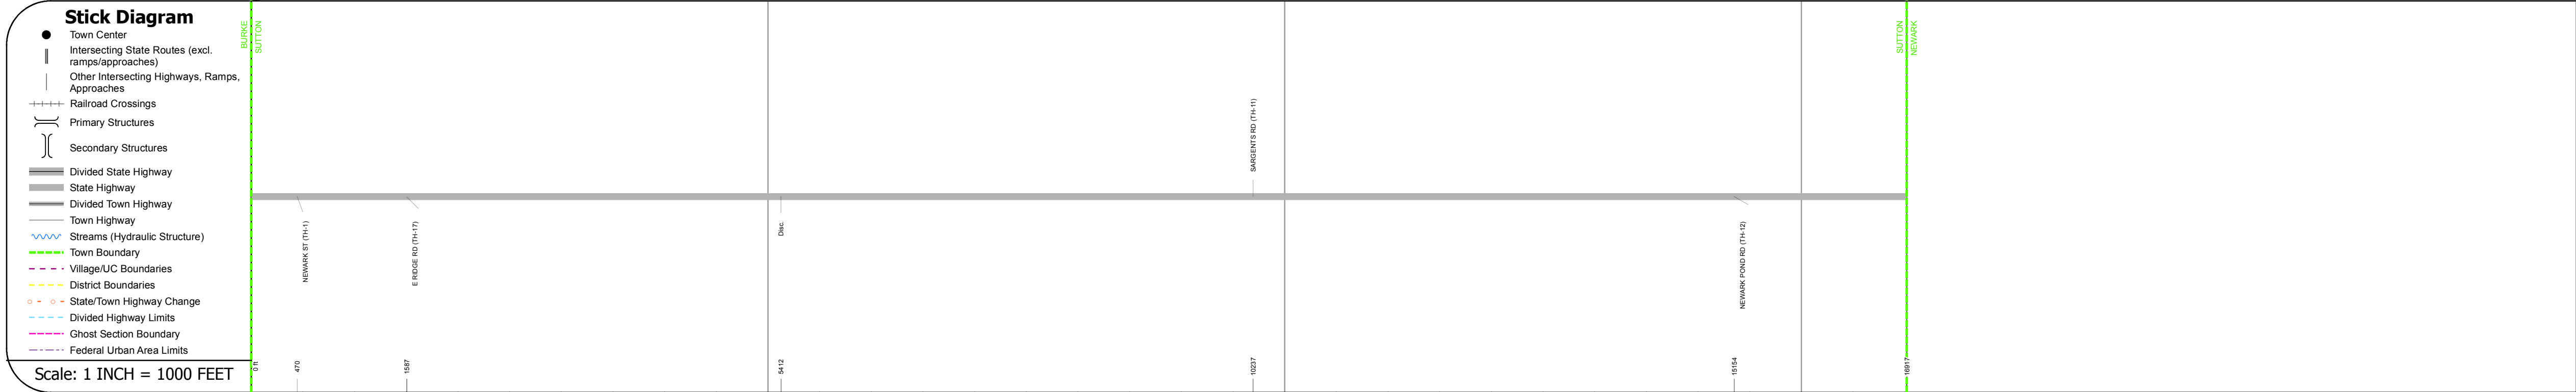 Stick Diagram
Town Center
Intersecting State Routes (excl.
ramps/approaches)
Other Intersecting Highways, Ramps,
Approaches
Railroad Crossings
Primary Structures
Secondary Structures
Divided State Highway
State Highway
Divided Town Highway
Town Highway
Streams (Hydraulic Structure)
Town Boundary
Village/UC Boundaries
District Boundaries
State/Town Highway Change
Divided Highway Limits
Ghost Section Boundary
Federal Urban Area Limits
Scale: 1 INCH = 1000 FEET
BURKE
SUTTON
NEWARK ST (TH-1)
E RIDGE RD (TH-17)
Disc.
SARGENTS RD (TH-11)
NEWARK POND RD (TH-12)
SUTTON
NEWARK
0 ft.
470
1587
5412
10237
15154
16917